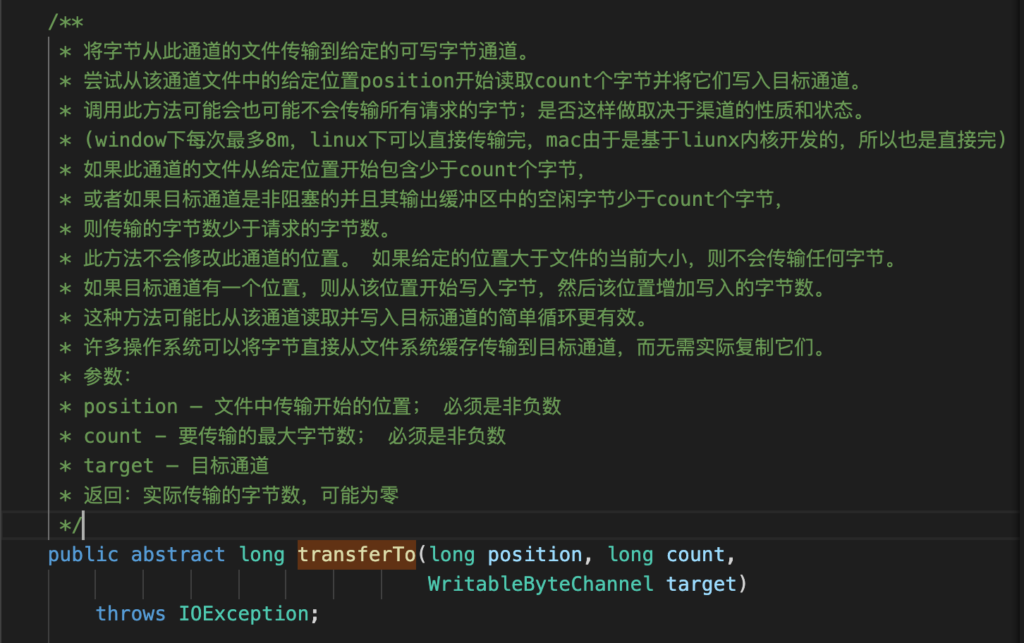 /**
* 将字节从此通道的文件传输到给定的可写字节通道。
* 尝试从该通道文件中的给定位置position开始读取count个字节并将它们写入目标通道。
* 调用此方法可能会也可能不会传输所有请求的字节；是否这样做取决于渠道的性质和状态。
* (window下每次最多8m，linux下可以直接传输完，mac由于是基于liunx内核开发的，所以也是直接完)
* 如果此通道的文件从给定位置开始包含少于count个字节，
* 或者如果目标通道是非阻塞的并且其输出缓冲区中的空闲字节少于count个字节，
* 则传输的字节数少于请求的字节数。
* 此方法不会修改此通道的位置。 如果给定的位置大于文件的当前大小，则不会传输任何字节。
* 如果目标通道有一个位置，则从该位置开始写入字节，然后该位置增加写入的字节数。
* 这种方法可能比从该通道读取并写入目标通道的简单循环更有效。
* 许多操作系统可以将字节直接从文件系统缓存传输到目标通道，而无需实际复制它们。
* 参数：
* position – 文件中传输开始的位置； 必须是非负数
* count – 要传输的最大字节数； 必须是非负数
* target – 目标通道
* 返回：实际传输的字节数，可能为零
*/
public abstract long transferTo(long position, long count,
WritableByteChannel target)
throws IOException;